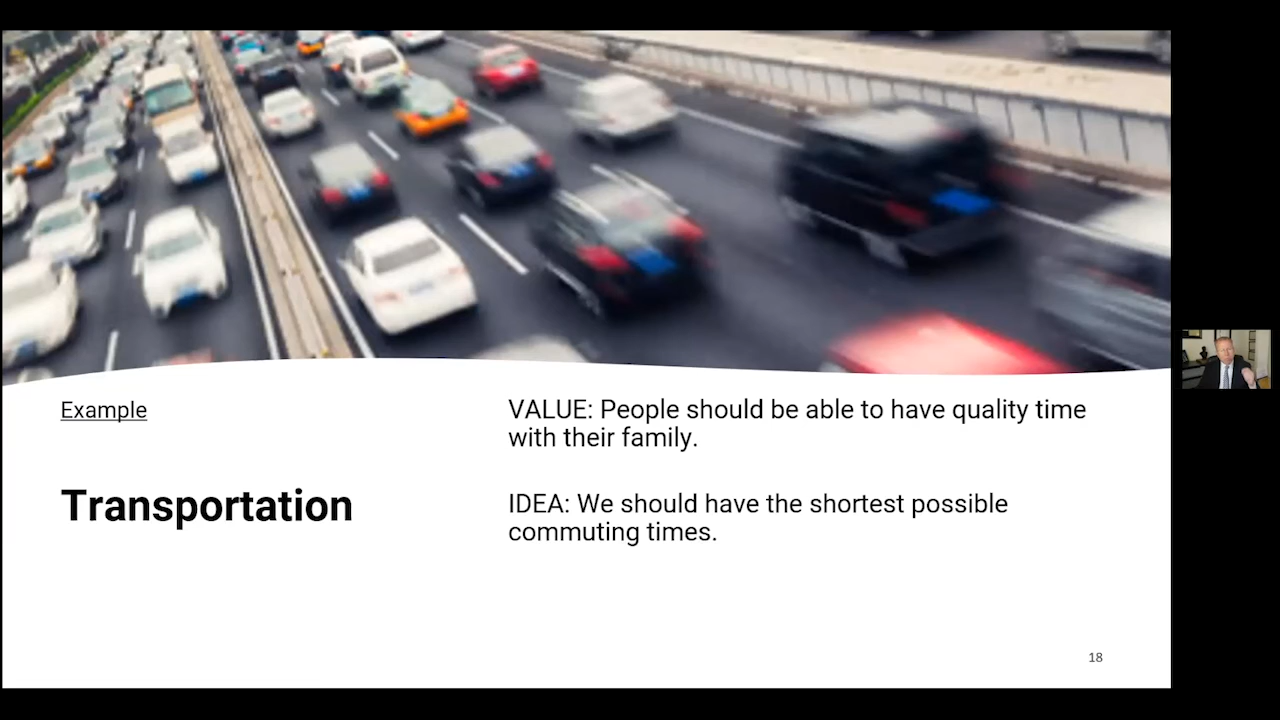 Example
Transportation
VALUE: People should be able to have quality time
with their family.
IDEA: We should have the shortest possible
commuting times.
18